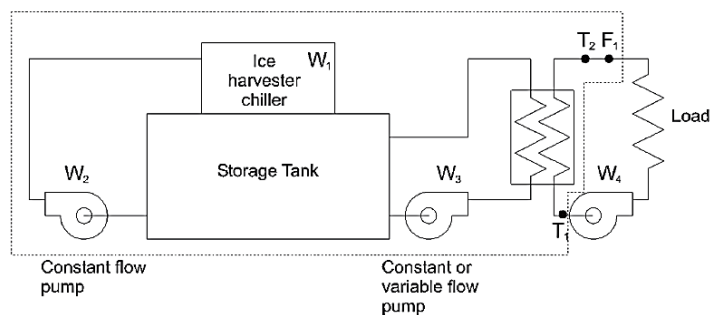 Ice
harvester
chiller
W1
T2 F1
Load
Storage Tank
W2
W3
W4
T1
Constant flow
pump
Constant or
variable flow
pump